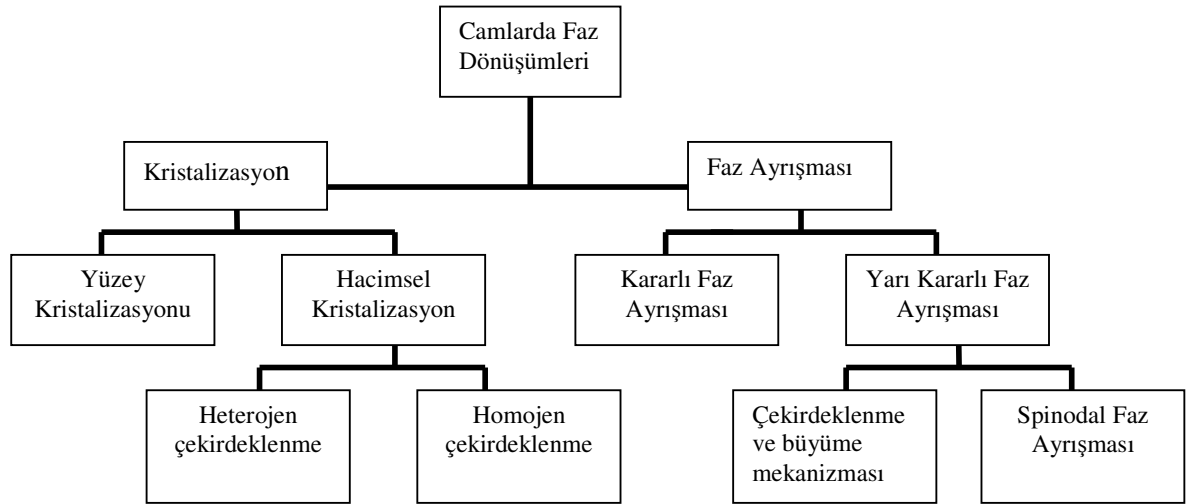 Camlarda Faz
Dönüşümleri
Kristalizasyon
Faz Ayrışması
Yüzey
Kristalizasyonu
Hacimsel
Kristalizasyon
Kararlı Faz
Ayrışması
Yarı Kararlı Faz
Ayrışması
Heterojen
çekirdeklenme
Homojen
çekirdeklenme
Çekirdeklenme
ve büyüme
mekanizması
Spinodal Faz
Ayrışması